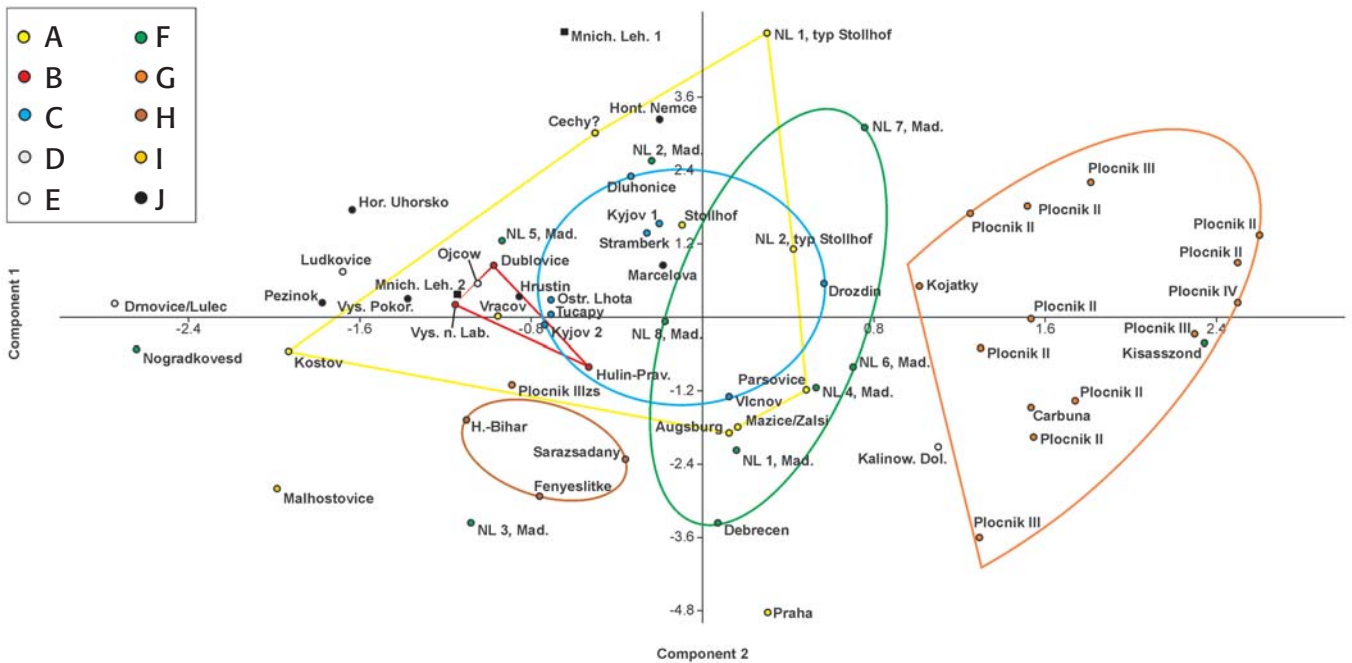 A F
B G
C H
D I
E J
Mnich. Leh. 1
NL 1, typ Stollhof
3.6
Hont. Nemce
Cechy?
NL 7, Mad.
NL 2, Mad.
2.4
Plocnik III
Dluhonice
Hor. Uhorsko
Kyjov 1
Stollhof
Plocnik II
Plocnik II
Plocnik II
NL 5, Mad.
Stramberk
1.2
NL 2, typ Stollhof
Plocnik II
Ojcow
Dublovice
Ludkovice
Marcelova
Mnich. Leh. 2
Hrustin
Drozdin
Kojatky
Plocnik IV
Drnovice/Lulec
Pezinok
Vys. Pokor.
Vracov
Ostr. Lhota
Tucapy
Plocnik II
-2.4 -1.6 -0.8 0.8 1.6 2.4
Vys. n. Lab.
Kyjov 2
NL 8, Mad.
Plocnik III
Component 1
Nogradkovesd
Kostov
Plocnik II
Kisasszond
Hulin-Prav.
NL 6, Mad.
Plocnik IIIzs
-1.2
Parsovice
NL 4, Mad.
Plocnik II
Vlcnov
Carbuna
H.-Bihar
Augsburg
Mazice/Zalsi
Plocnik II
Sarazsadany
-2.4
NL 1, Mad.
Kalinow. Dol.
Malhostovice
Fenyeslitke
NL 3, Mad.
-3.6
Debrecen
Plocnik III
-4.8
Praha
Component 2